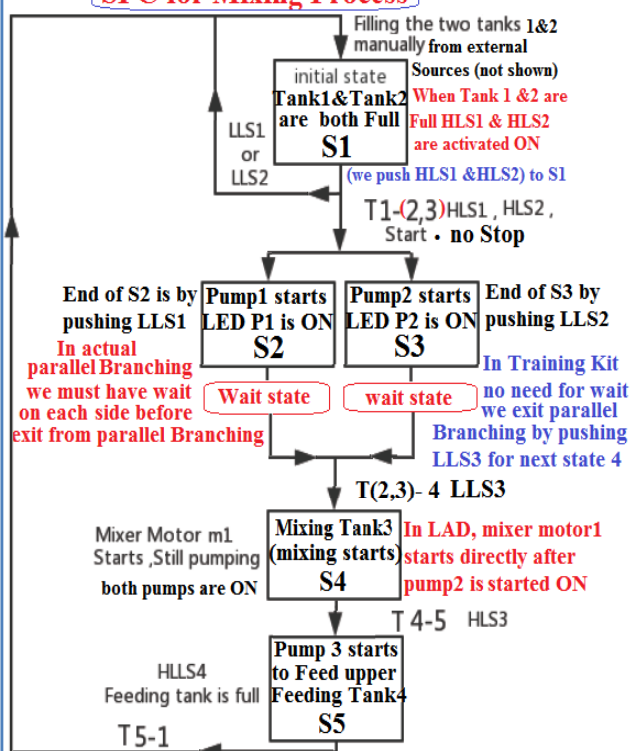 SFC for Mixing Process
Filling the two tanks 1&2
manually from external
Sources (not shown)
initial state
Tank1&Tank2
are both Full
S1
When Tank 1 &2 are
Full HLS1 & HLS2
are activated ON
LLS1
or
LLS2
(we push HLS1 &HLS2) to S1
T1-(2,3) HLS1 , HLS2 ,
Start . no Stop
End of S2 is by
pushing LLS1
Pump1 starts
LED P1 is ON
S2
Pump2 starts
LED P2 is ON
S3
End of S3 by
pushing LLS2
In actual
parallel Branching
we must have wait
on each side before
exit from parallel Branching
Wait state
wait state
In Training Kit
no need for wait
we exit parallel
Branching by pushing
LLS3 for next state 4
T(2,3)- 4 LLS3
Mixer Motor m1
Starts ,Still pumping
both pumps are ON
Mixing Tank3
(mixing starts)
S4
In LAD, mixer motor1
starts directly after
pump2 is started ON
T 4-5 HLS3
Pump 3 starts
to Feed upper
Feeding Tank4
S5
HLLS4
Feeding tank is full
T5-1